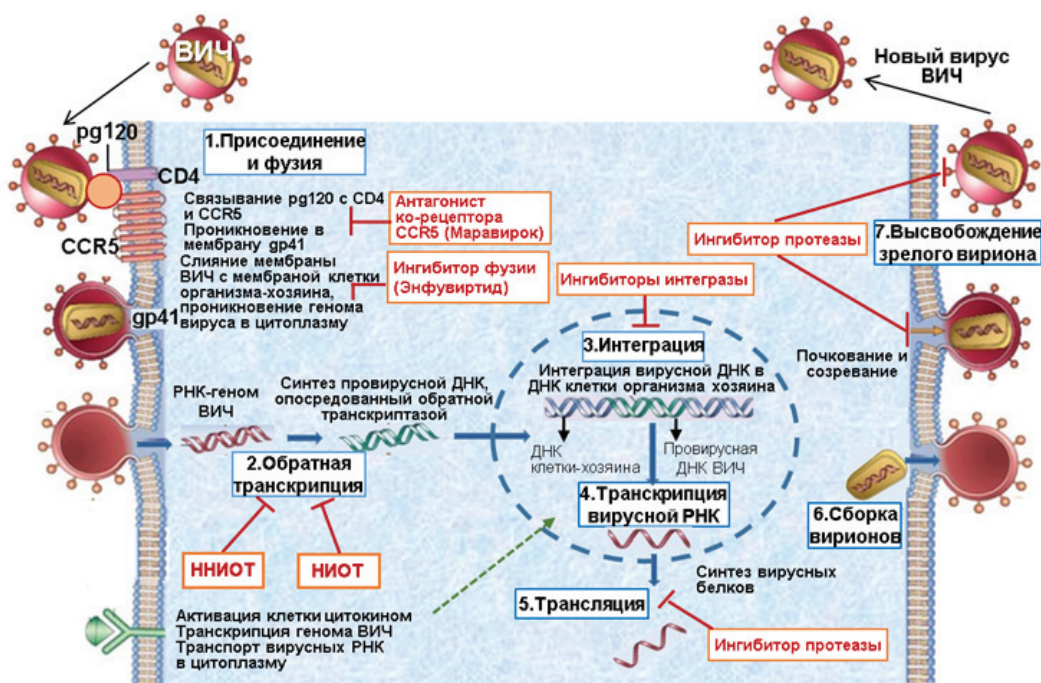 ВИЧ
Новый вирус
ВИЧ
pg120
CD4
CCR5
1.Присоединение
и фузия
Связывание pg120 с CD4
и CCR5
Проникновение в
мембрану gp41
Слияние мембраны
ВИЧ с мембраной клетки
организма-хозяина,
проникновение генома
вируса в цитоплазму
Антагонист
ко-рецептора
CCR5 (Маравирок)
Ингибитор фузии
(Энфувиртид)
gp41
Ингибиторы интегразы
Ингибитор протеазы
7.Высвобождение
зрелого вириона
Почкование и
созревание
3.Интеграция
Интеграция вирусной ДНК в
ДНК клетки организма хозяина
ДНК
клетки-хозяина
Провирусная
ДНК ВИЧ
РНК-геном
ВИЧ
Синтез провирусной ДНК,
опосредованный обратной
транскриптазой
2.Обратная
транскрипция
ННИОТ
НИОТ
4.Транскрипция
вирусной РНК
6.Сборка
вирионов
Синтез вирусных
белков
5.Трансляция
Ингибитор протеазы
Активация клетки цитокином
Транскрипция генома ВИЧ
Транспорт вирусных РНК
в цитоплазму